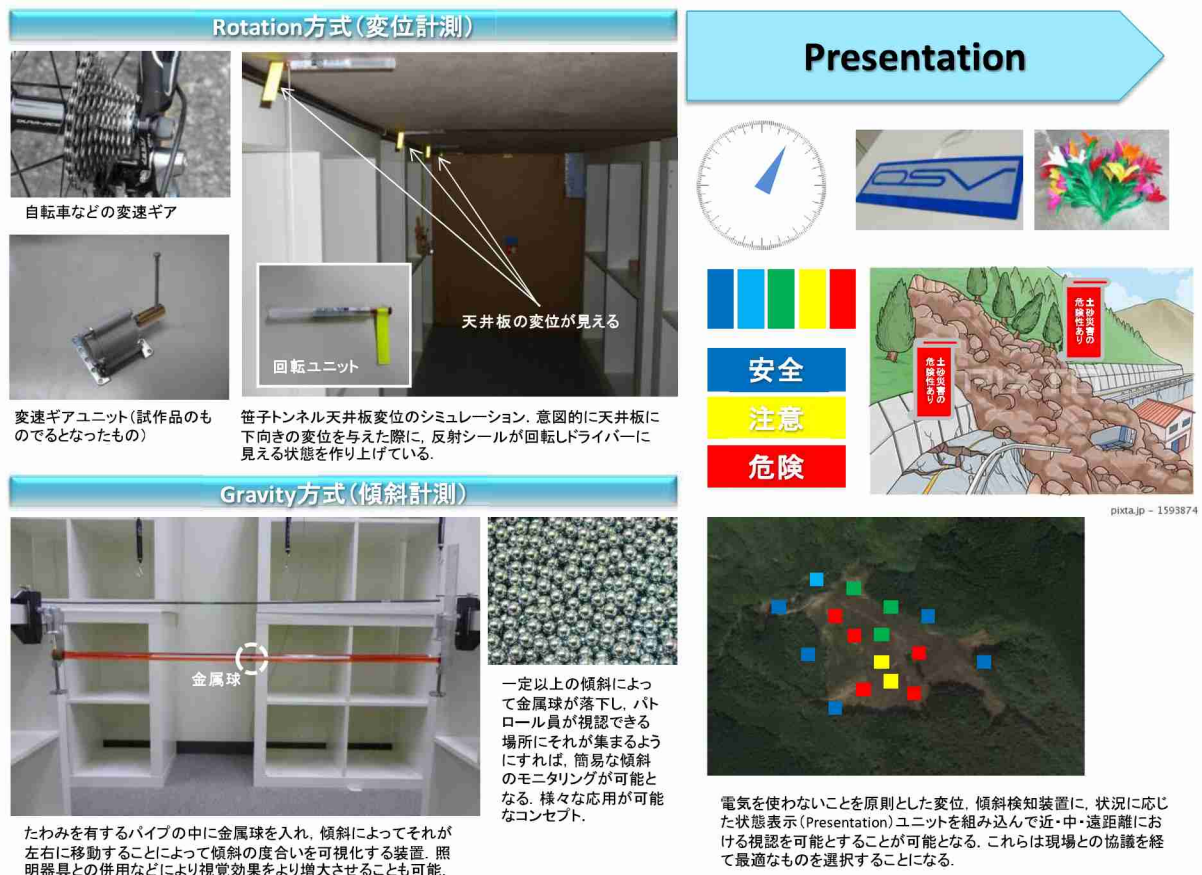 Rotation方式(変位計測)
自転車などの変速ギア
変速ギアユニット(試作品のも
のでるとなったもの)
天井板の変位が見える
回転ユニット
笹子トンネル天井板変位のシミュレーション. 意図的に天井板に
下向きの変位を与えた際に, 反射シールが回転しドライバーに
見える状態を作り上げている.
Gravity方式(傾斜計測)
金属球
たわみを有するパイプの中に金属球を入れ, 傾斜によってそれが
左右に移動することによって傾斜の度合いを可視化する装置. 照
明器具との併用などにより視覚効果をより増大させることも可能.
一定以上の傾斜によっ
て金属球が落下し, パト
ロール員が視認できる
場所にそれが集まるよう
にすれば, 簡易な傾斜
のモニタリングが可能と
なる. 様々な応用が可能
なコンセプト.
Presentation
OSV
安全
注意
危険
土砂災害の
危険性あり
土砂災害の
危険性あり
pixta.jp - 1593874
電気を使わないことを原則とした変位, 傾斜検知装置に, 状況に応じ
た状態表示(Presentation)ユニットを組み込んで近・中・遠距離にお
ける視認を可能とすることが可能となる. これらは現場との協議を経
て最適なものを選択することになる.